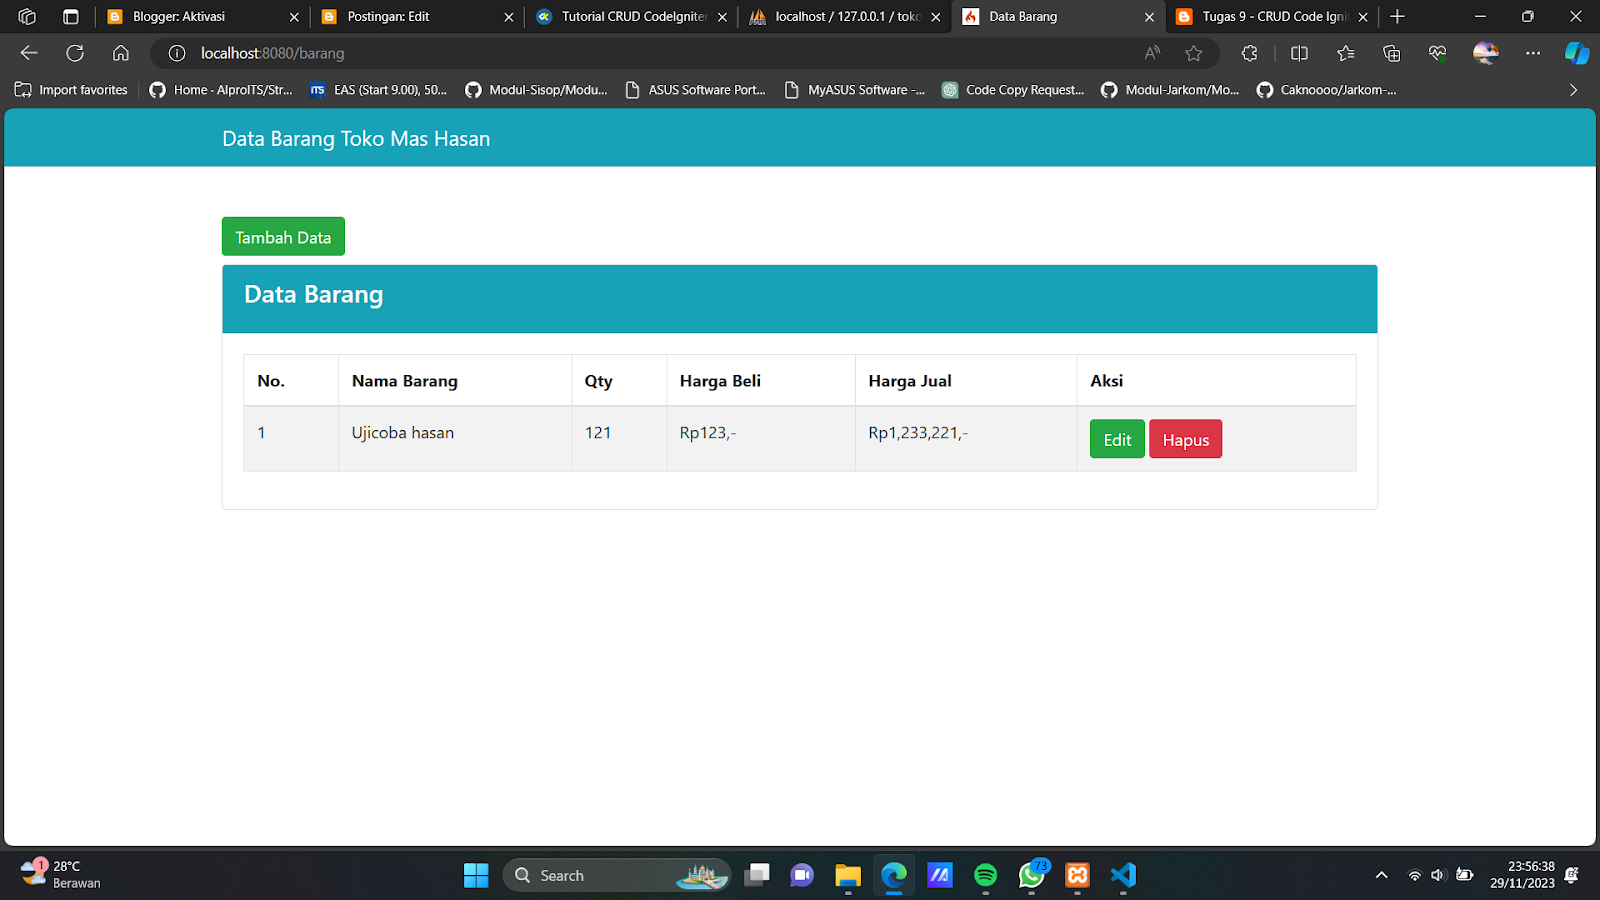 Blogger: Aktivasi
Postingan: Edit
Tutorial CRUD CodeIgniter
localhost / 127.0.0.1 / toko
Data Barang
Tugas 9 - CRUD Code Igni
localhost:8080/barang
Import favorites
Home - AlproITS/Str...
ITS
EAS (Start 9.00), 50...
Modul-Sisop/Modu...
ASUS Software Port...
MyASUS Software -...
Code Copy Request...
Modul-Jarkom/Mo...
Caknoooo/Jarkom-...
Data Barang Toko Mas Hasan
Tambah Data
Data Barang
No. Nama Barang Qty Harga Beli Harga Jual Aksi
1 Ujicoba hasan 121 Rp123,- Rp1,233,221,- Edit Hapus
1
28°C
Berawan
Search
73
23:56:38
29/11/2023